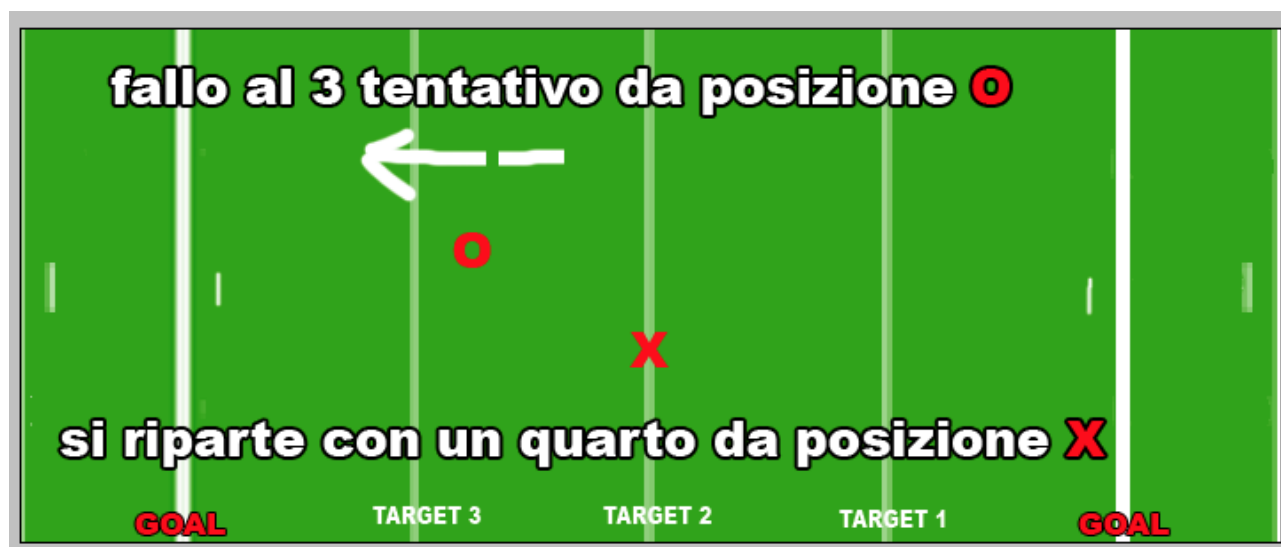 fallo al 3 tentativo da posizione O
O
X
si riparte con un quarto da posizione X
GOAL TARGET 3 TARGET 2 TARGET 1 GOAL